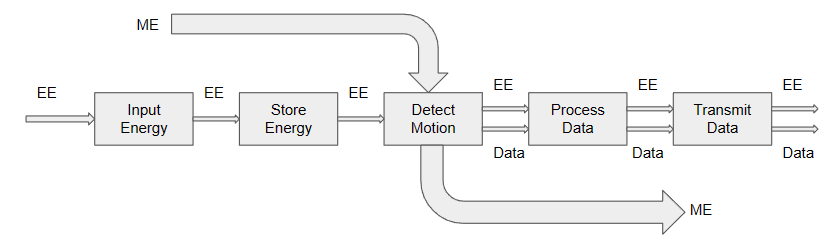 ME
EE
EE
EE
EE
EE
EE
Input
Energy
Store
Energy
Detect
Motion
Process
Data
Transmit
Data
Data
Data
Data
ME